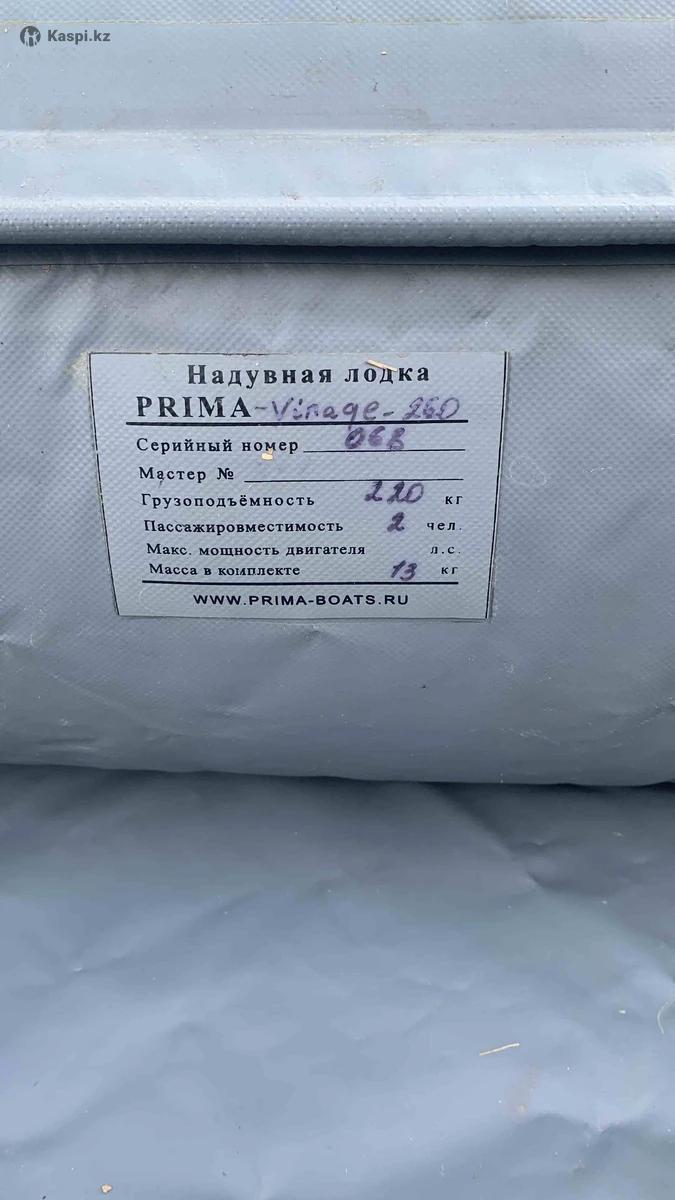 Kaspi.kz
Надувная лодка
PRIMA-Virage-260
Серийный номер 068
Мастер №
Грузоподъёмность 220 кг
Пассажировместимость 2 чел.
Макс. мощность двигателя л.с.
Масса в комплекте 13 кг
WWW.PRIMA-BOATS.RU